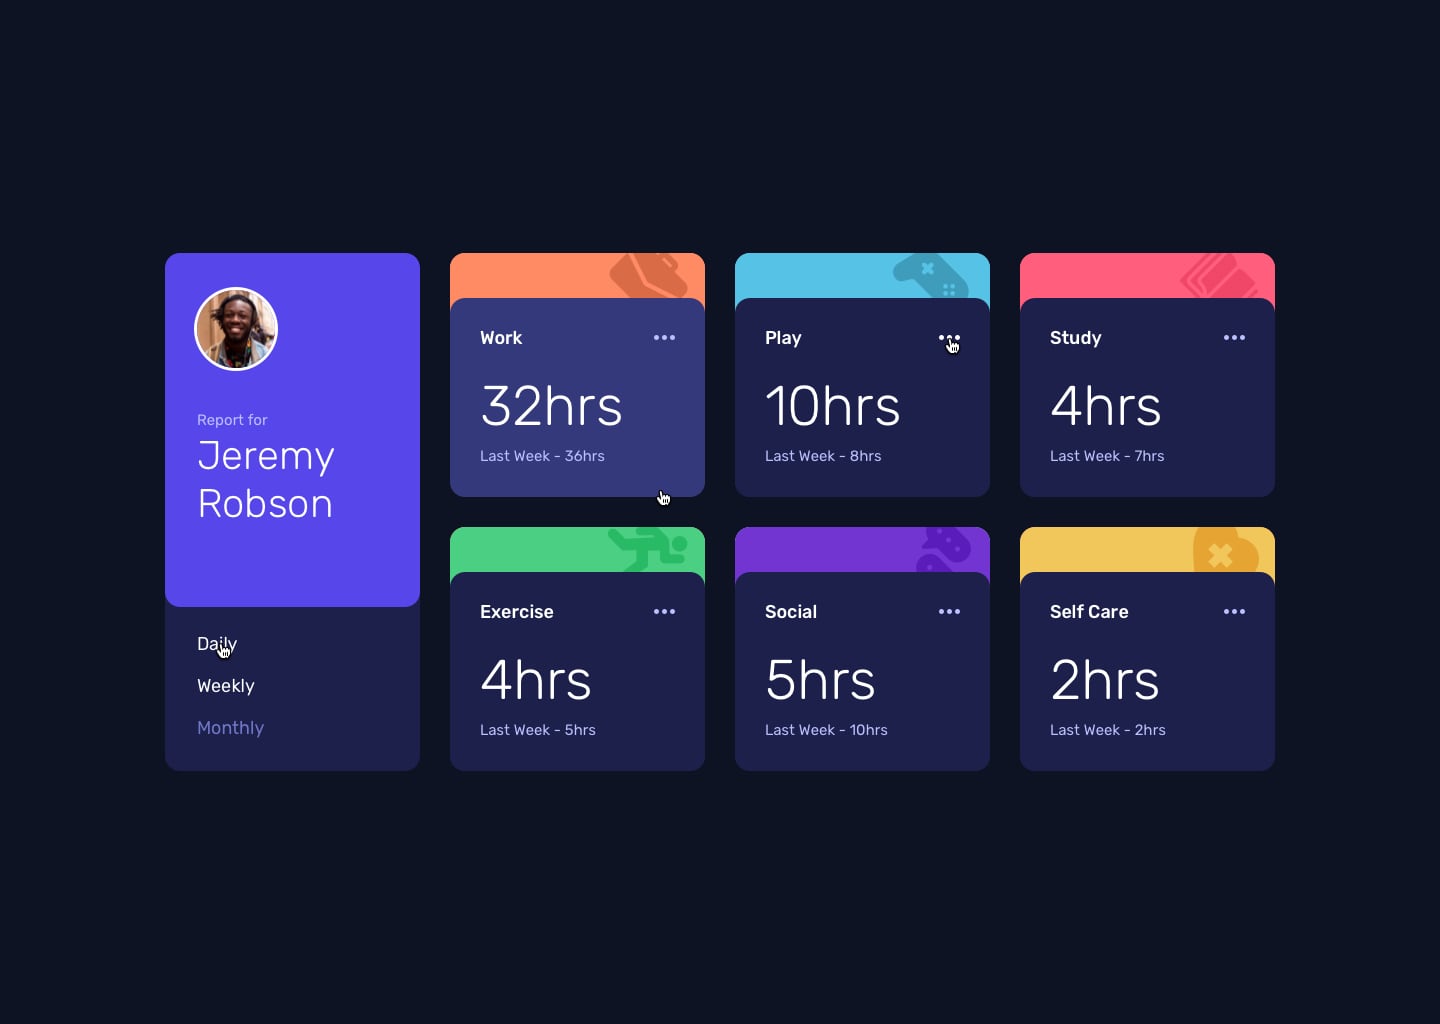 Report for
Jeremy
Robson
Daily
Weekly
Monthly
Work
32hrs
Last Week - 36hrs
Play
10hrs
Last Week - 8hrs
Study
4hrs
Last Week - 7hrs
Exercise
4hrs
Last Week - 5hrs
Social
5hrs
Last Week - 10hrs
Self Care
2hrs
Last Week - 2hrs